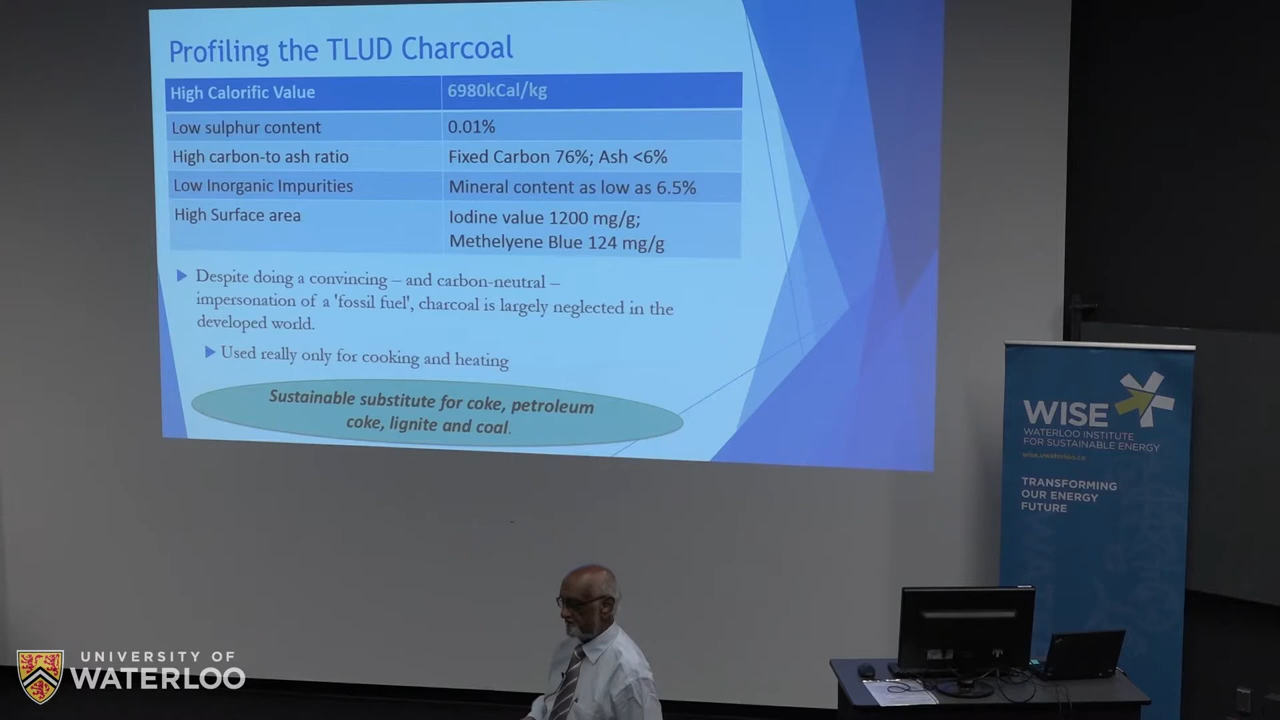 Profiling the TLUD Charcoal
High Calorific Value 6980kCal/kg
Low sulphur content 0.01%
High carbon-to ash ratio Fixed Carbon 76%; Ash <6%
Low Inorganic Impurities Mineral content as low as 6.5%
High Surface area Iodine value 1200 mg/g;
Methelyene Blue 124 mg/g
Despite doing a convincing – and carbon-neutral –
impersonation of a 'fossil fuel', charcoal is largely neglected in the
developed world.
Used really only for cooking and heating
Sustainable substitute for coke, petroleum
coke, lignite and coal.
WISE
WATERLOO INSTITUTE
FOR SUSTAINABLE ENERGY
wise.uwaterloo.ca
TRANSFORMING
OUR ENERGY
FUTURE
UNIVERSITY OF
WATERLOO